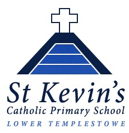 St Kevin's
Catholic Primary School
LOWER TEMPLESTOWE